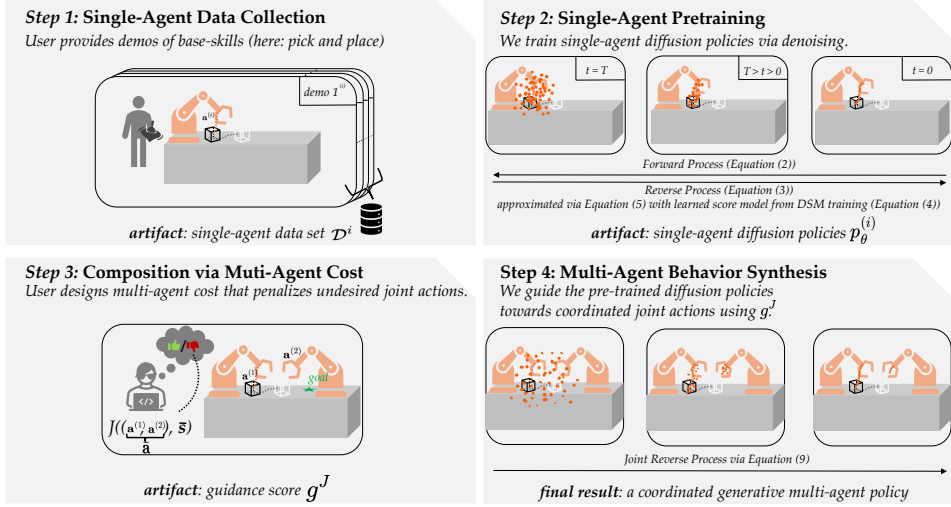 Step 1: Single-Agent Data Collection
User provides demos of base-skills (here: pick and place)
demo 1
a^(i)
artifact: single-agent data set D^i
Step 2: Single-Agent Pretraining
We train single-agent diffusion policies via denoising.
t = T
T > t > 0
t = 0
Forward Process (Equation (2))
Reverse Process (Equation (3))
approximated via Equation (5) with learned score model from DSM training (Equation (4))
artifact: single-agent diffusion policies p_θ^(i)
Step 3: Composition via Muti-Agent Cost
User designs multi-agent cost that penalizes undesired joint actions.
/
</>
a^(1)
a^(2)
goal
J((a^(1), a^(2)), s̄)
ā
artifact: guidance score g^J
Step 4: Multi-Agent Behavior Synthesis
We guide the pre-trained diffusion policies
towards coordinated joint actions using g^J.
Joint Reverse Process via Equation (9)
final result: a coordinated generative multi-agent policy